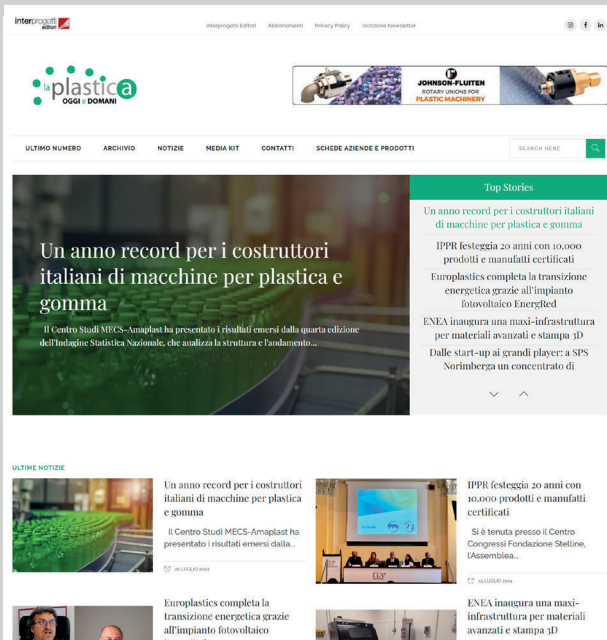 interprogetti
editori
Interprogetti Editori Abbonamenti Privacy Policy Iscrizione Newsletter
la plastica
OGGI e DOMANI
JOHNSON-FLUITEN
ROTARY UNIONS FOR
PLASTIC MACHINERY
ULTIMO NUMERO ARCHIVIO NOTIZIE MEDIA KIT CONTATTI SCHEDE AZIENDE E PRODOTTI
SEARCH HERE
Un anno record per i costruttori
italiani di macchine per plastica e
gomma
Il Centro Studi MECS-Amaplast ha presentato i risultati emersi dalla quarta edizione
dell'Indagine Statistica Nazionale, che analizza la struttura e l'andamento...
Top Stories
Un anno record per i costruttori italiani
di macchine per plastica e gomma
IPPR festeggia 20 anni con 10.000
prodotti e manufatti certificati
Europlastics completa la transizione
energetica grazie all'impianto
fotovoltaico EnergRed
ENEA inaugura una maxi-infrastruttura
per materiali avanzati e stampa 3D
Dalle start-up ai grandi player: a SPS
Norimberga un concentrato di
ULTIME NOTIZIE
Un anno record per i costruttori
italiani di macchine per plastica
e gomma
Il Centro Studi MECS-Amaplast ha
presentato i risultati emersi dalla...
LUGLIO 2024
IPPR festeggia 20 anni con
10.000 prodotti e manufatti
certificati
Si è tenuta presso il Centro
Congressi Fondazione Stelline,
l'Assemblea...
LUGLIO 2024
Europlastics completa la
transizione energetica grazie
all'impianto fotovoltaico
ENEA inaugura una maxi-
infrastruttura per materiali
avanzati e stampa 3D